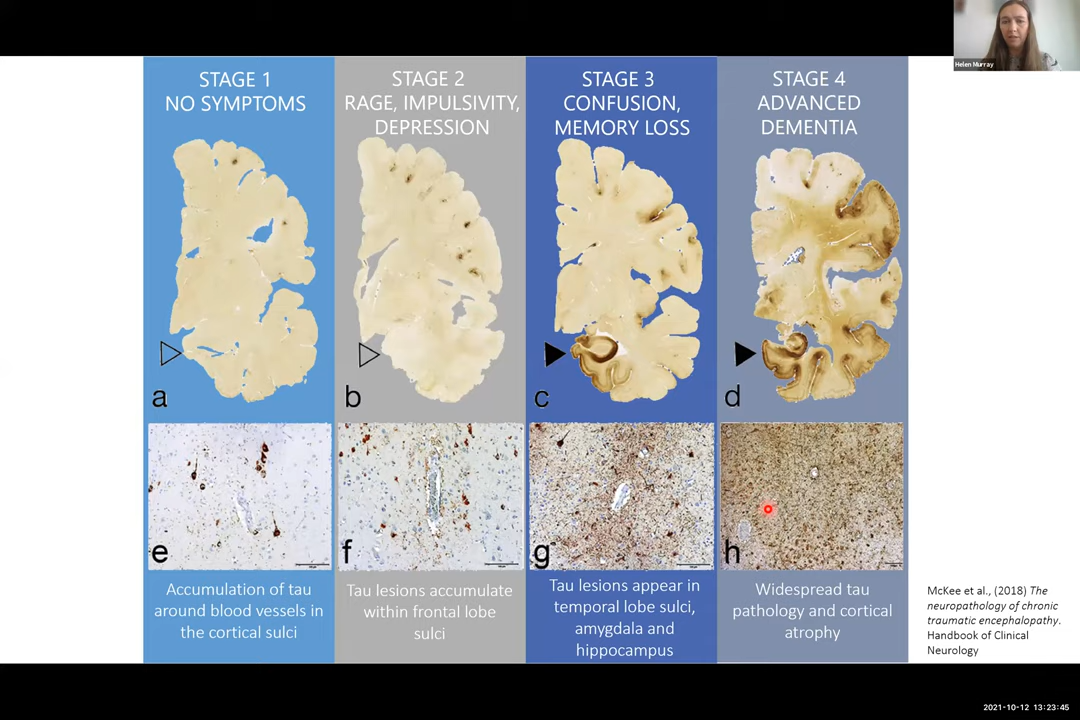 Helen Murray
STAGE 1
NO SYMPTOMS
STAGE 2
RAGE, IMPULSIVITY,
DEPRESSION
STAGE 3
CONFUSION,
MEMORY LOSS
STAGE 4
ADVANCED
DEMENTIA
a
b
c
d
e
f
g
h
Accumulation of tau
around blood vessels in
the cortical sulci
Tau lesions accumulate
within frontal lobe
sulci
Tau lesions appear in
temporal lobe sulci,
amygdala and
hippocampus
Widespread tau
pathology and cortical
atrophy
McKee et al., (2018) The
neuropathology of chronic
traumatic encephalopathy.
Handbook of Clinical
Neurology
2021-10-12 13:23:45